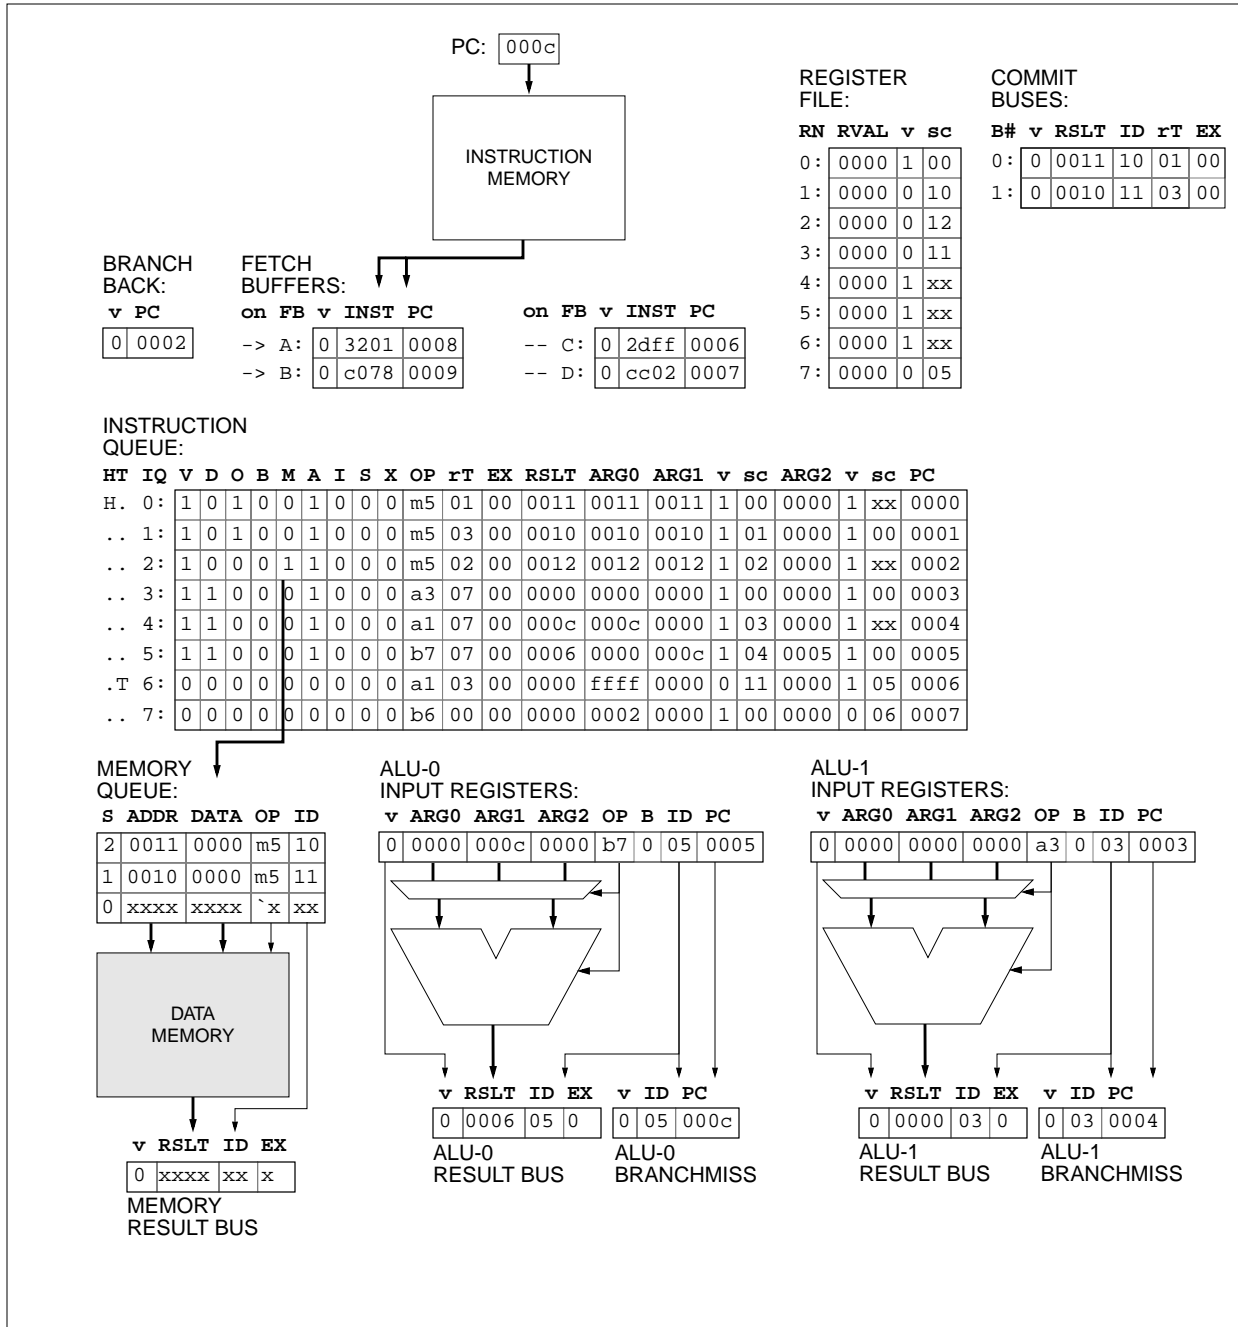 PC: 000c
INSTRUCTION
MEMORY
REGISTER
FILE:
RN RVAL v sc
0: 0000 1 00
1: 0000 0 10
2: 0000 0 12
3: 0000 0 11
4: 0000 1 xx
5: 0000 1 xx
6: 0000 1 xx
7: 0000 0 05
COMMIT
BUSES:
B# v RSLT ID rT EX
0: 0 0011 10 01 00
1: 0 0010 11 03 00
BRANCH
BACK:
v PC
0 0002
FETCH
BUFFERS:
on FB v INST PC
-> A: 0 3201 0008
-> B: 0 c078 0009
on FB v INST PC
-- C: 0 2dff 0006
-- D: 0 cc02 0007
INSTRUCTION
QUEUE:
HT IQ V D O B M A I S X OP rT EX RSLT ARG0 ARG1 v sc ARG2 v sc PC
H. 0: 1 0 1 0 0 1 0 0 0 m5 01 00 0011 0011 0011 1 00 0000 1 xx 0000
.. 1: 1 0 1 0 0 1 0 0 0 m5 03 00 0010 0010 0010 1 01 0000 1 00 0001
.. 2: 1 0 0 0 1 1 0 0 0 m5 02 00 0012 0012 0012 1 02 0000 1 xx 0002
.. 3: 1 1 0 0 0 1 0 0 0 a3 07 00 0000 0000 0000 1 00 0000 1 00 0003
.. 4: 1 1 0 0 0 1 0 0 0 a1 07 00 000c 000c 0000 1 03 0000 1 xx 0004
.. 5: 1 1 0 0 0 1 0 0 0 b7 07 00 0006 0000 000c 1 04 0005 1 00 0005
.T 6: 0 0 0 0 0 0 0 0 0 a1 03 00 0000 ffff 0000 0 11 0000 1 05 0006
.. 7: 0 0 0 0 0 0 0 0 0 b6 00 00 0000 0002 0000 1 00 0000 0 06 0007
MEMORY
QUEUE:
S ADDR DATA OP ID
2 0011 0000 m5 10
1 0010 0000 m5 11
0 xxxx xxxx `x xx
DATA
MEMORY
v RSLT ID EX
0 xxxx xx x
MEMORY
RESULT BUS
ALU-0
INPUT REGISTERS:
v ARG0 ARG1 ARG2 OP B ID PC
0 0000 000c 0000 b7 0 05 0005
v RSLT ID EX
0 0006 05 0
ALU-0
RESULT BUS
v ID PC
0 05 000c
ALU-0
BRANCHMISS
ALU-1
INPUT REGISTERS:
v ARG0 ARG1 ARG2 OP B ID PC
0 0000 0000 0000 a3 0 03 0003
v RSLT ID EX
0 0000 03 0
ALU-1
RESULT BUS
v ID PC
0 03 0004
ALU-1
BRANCHMISS